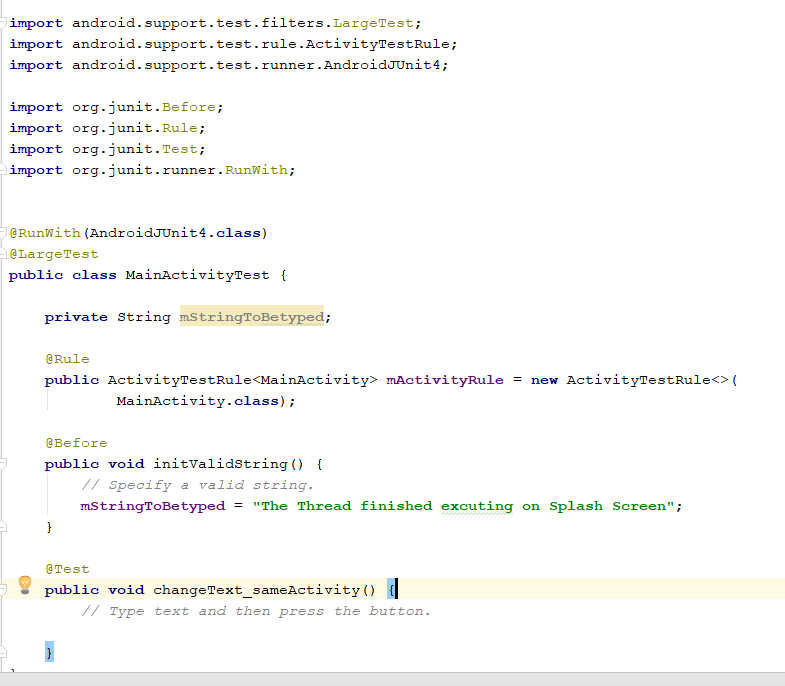 import android.support.test.filters.LargeTest;
import android.support.test.rule.ActivityTestRule;
import android.support.test.runner.AndroidJUnit4;

import org.junit.Before;
import org.junit.Rule;
import org.junit.Test;
import org.junit.runner.RunWith;

@RunWith(AndroidJUnit4.class)
@LargeTest
public class MainActivityTest {

    private String mStringToBetyped;

    @Rule
    public ActivityTestRule<MainActivity> mActivityRule = new ActivityTestRule<>(
            MainActivity.class);

    @Before
    public void initValidString() {
        // Specify a valid string.
        mStringToBetyped = "The Thread finished excuting on Splash Screen";
    }

    @Test
    public void changeText_sameActivity() {
        // Type text and then press the button.

    }